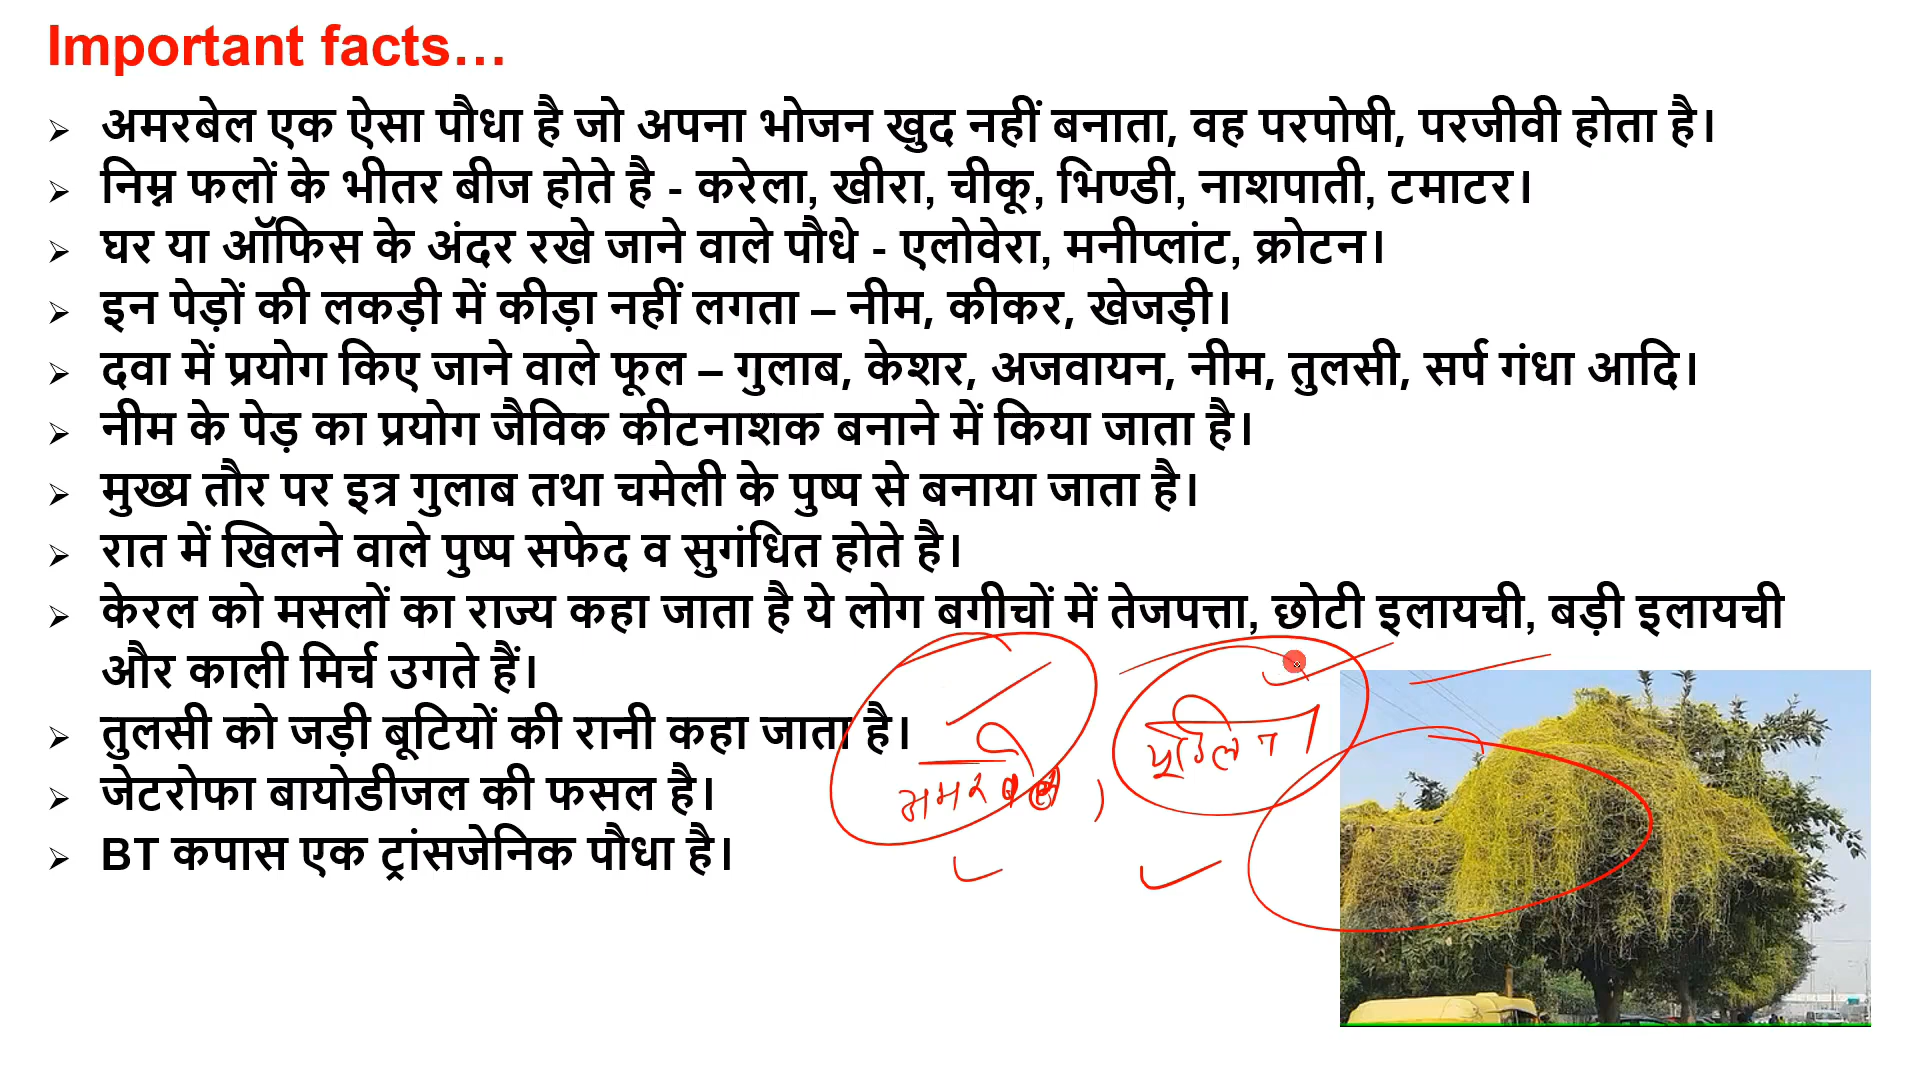 Important facts...
➢ अमरबेल एक ऐसा पौधा है जो अपना भोजन खुद नहीं बनाता, वह परपोषी, परजीवी होता है।
➢ निम्न फलों के भीतर बीज होते है - करेला, खीरा, चीकू, भिण्डी, नाशपाती, टमाटर।
➢ घर या ऑफिस के अंदर रखे जाने वाले पौधे - एलोवेरा, मनीप्लांट, क्रोटन।
➢ इन पेड़ों की लकड़ी में कीड़ा नहीं लगता – नीम, कीकर, खेजड़ी।
➢ दवा में प्रयोग किए जाने वाले फूल – गुलाब, केशर, अजवायन, नीम, तुलसी, सर्प गंधा आदि।
➢ नीम के पेड़ का प्रयोग जैविक कीटनाशक बनाने में किया जाता है।
➢ मुख्य तौर पर इत्र गुलाब तथा चमेली के पुष्प से बनाया जाता है।
➢ रात में खिलने वाले पुष्प सफेद व सुगंधित होते है।
➢ केरल को मसलों का राज्य कहा जाता है ये लोग बगीचों में तेजपत्ता, छोटी इलायची, बड़ी इलायची
और काली मिर्च उगते हैं।
➢ तुलसी को जड़ी बूटियों की रानी कहा जाता है।
➢ जेटरोफा बायोडीजल की फसल है।
➢ BT कपास एक ट्रांसजेनिक पौधा है।